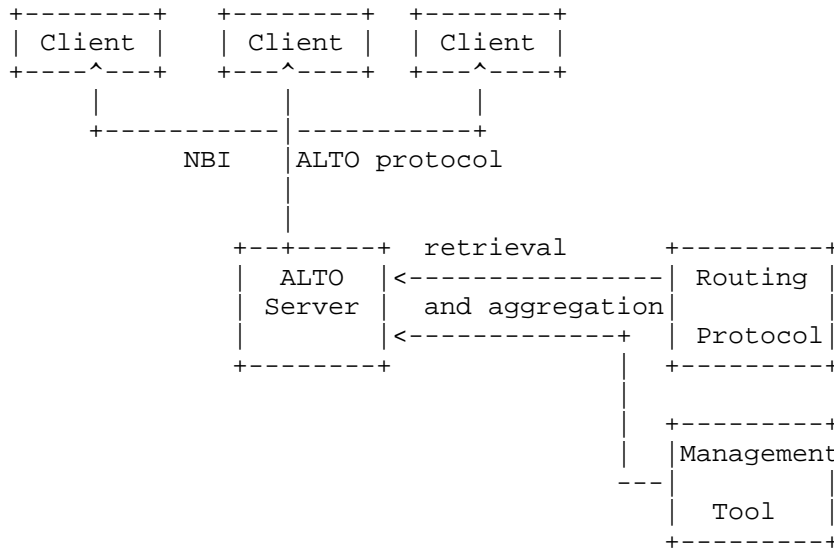 Client Client Client
NBI ALTO protocol
retrieval
ALTO Routing
Server and aggregation
Protocol
Management
Tool